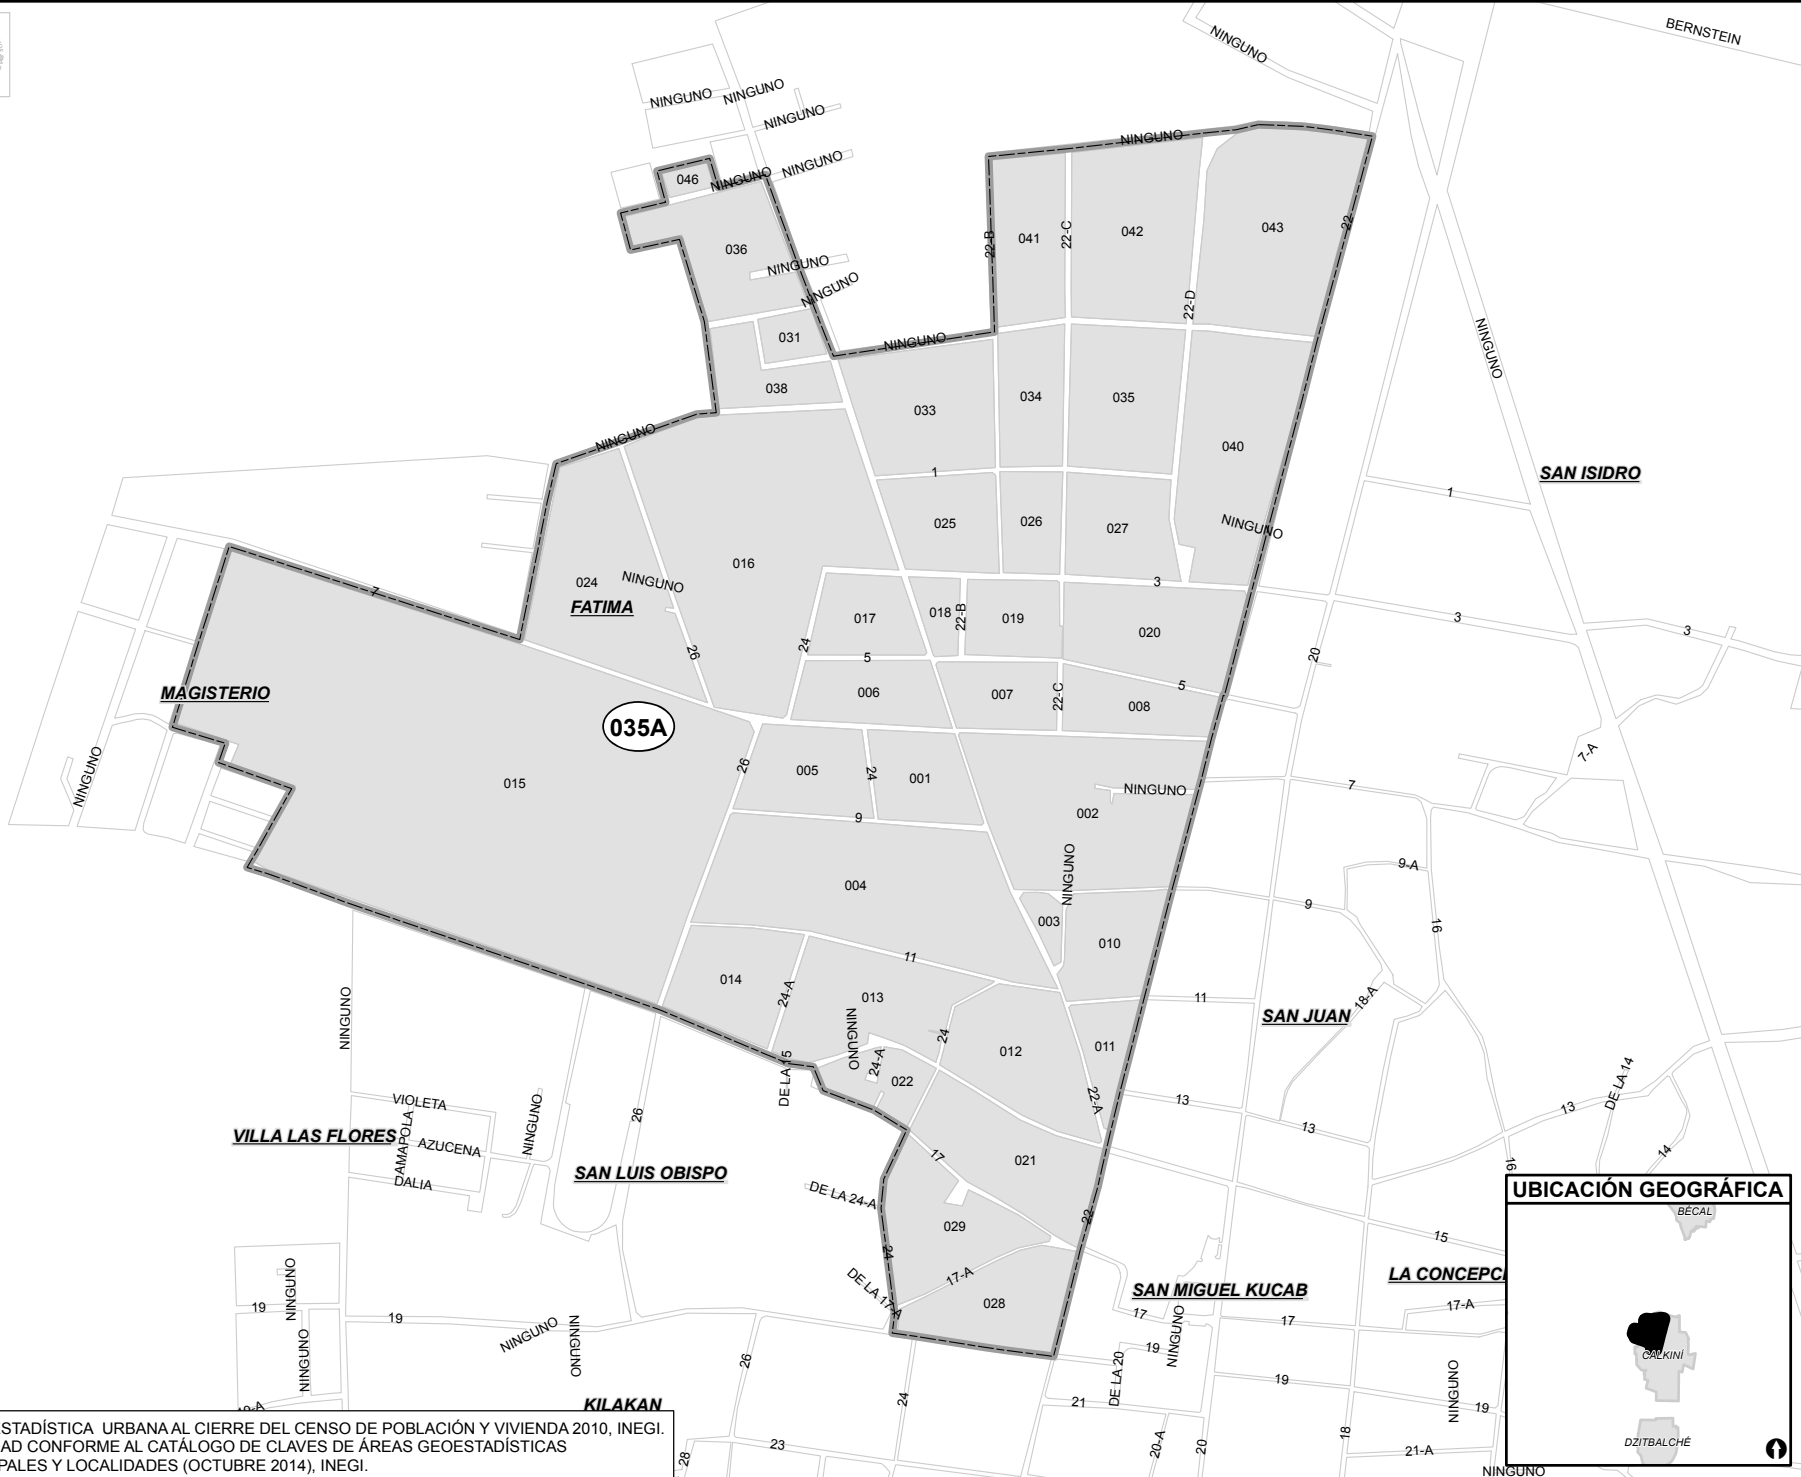 BERNSTEIN
NINGUNO
NINGUNO
NINGUNO
NINGUNO
NINGUNO
NINGUNO
046
NINGUNO
NINGUNO
036
041
22-B
22-C
042
043
22
NINGUNO
NINGUNO
22-D
031
NINGUNO
NINGUNO
038
033
034
035
040
NINGUNO
1
SAN ISIDRO
1
025
026
027
NINGUNO
016
024
NINGUNO
FATIMA
7
3
3
3
017
018
22-B
019
020
24
5
26
20
MAGISTERIO
006
007
22-C
008
5
035A
NINGUNO
015
26
005
24
001
NINGUNO
002
7
7-A
9
NINGUNO
9-A
004
003
010
9
16
11
014
24-A
013
11
18-A
NINGUNO
NINGUNO
24
012
011
SAN JUAN
DE LA 15
24-A
022
22-A
13
13
13
DE LA 14
14
VIOLETA
DAMAPOLA
AZUCENA
DALIA
NINGUNO
26
VILLA LAS FLORES
SAN LUIS OBISPO
17
021
16
DE LA 24-A
029
22
15
24
17-A
DE LA 17-A
028
SAN MIGUEL KUCAB
LA CONCEPCI
17-A
NINGUNO
19
NINGUNO
19
NINGUNO
NINGUNO
17
NINGUNO
17
19
26
24
DE LA 20
21
19
19
NINGUNO
18
20
20-A
21-A
NINGUNO
23
28
19-A
KILAKAN
UBICACIÓN GEOGRÁFICA
BÉCAL
CALKINÍ
DZITBALCHÉ
ESTADÍSTICA URBANA AL CIERRE DEL CENSO DE POBLACIÓN Y VIVIENDA 2010, INEGI.
AD CONFORME AL CATÁLOGO DE CLAVES DE ÁREAS GEOESTADÍSTICAS
PALES Y LOCALIDADES (OCTUBRE 2014), INEGI.